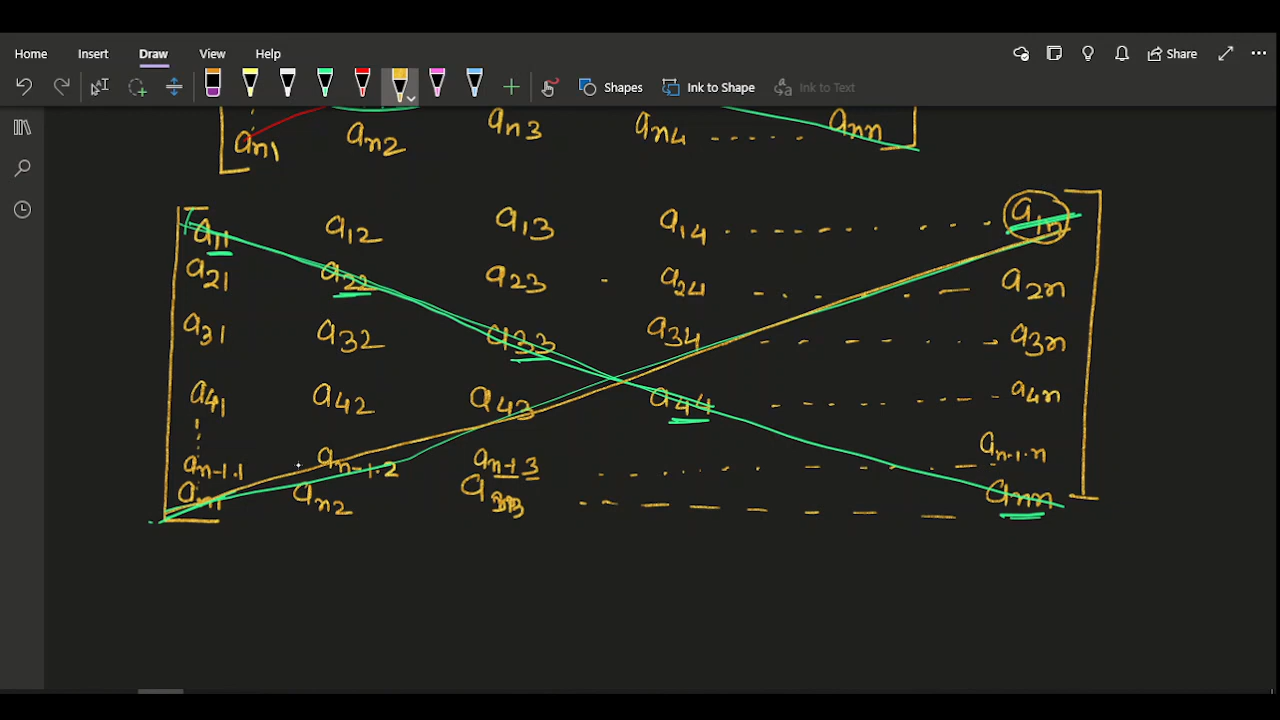 Home Insert Draw View Help Share
Shapes Ink to Shape Ink to Text
an1 an2 an3 an4 ...... ann
a11 a12 a13 a14 ........ a1n
a21 a22 a23 . a24 ...... a2n
a31 a32 a33 a34 ...... a3n
a41 a42 a43 a44 ...... a4n
an-1.1 an-1.2 an-1 3 ...... an-1.n
an1 an2 ...... ann